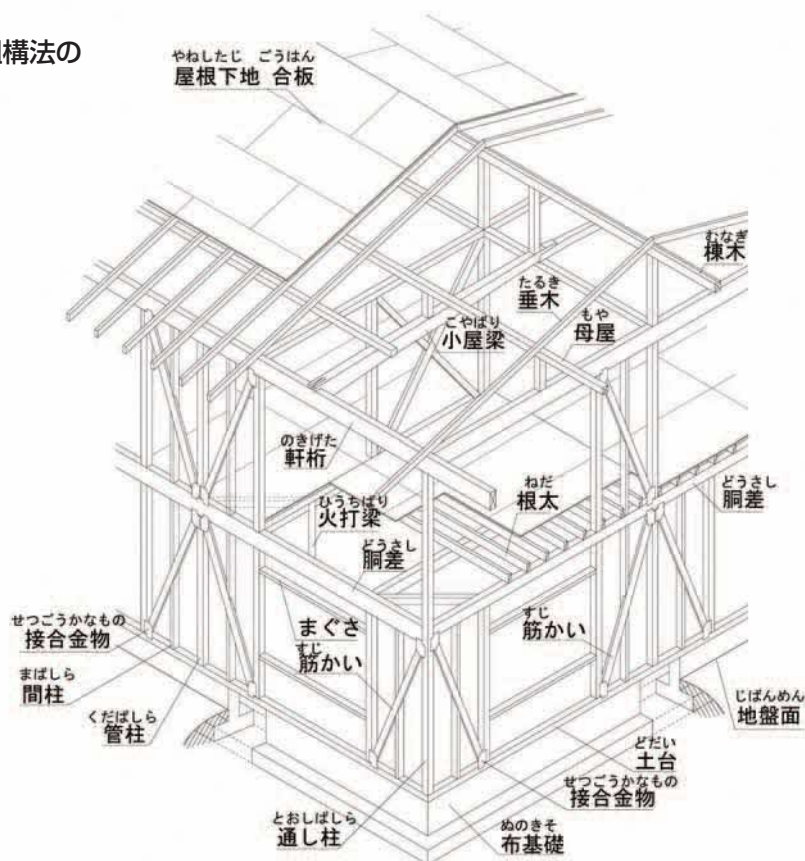 構法の
やねしたじ ごうはん
屋根下地 合板
むなぎ
棟木
たるき
垂木
もや
母屋
こやばり
小屋梁
のきげた
軒桁
ねだ
根太
どうさし
胴差
ひうちばり
火打梁
どうさし
胴差
まぐさ
せつごうかなもの
接合金物
すじ
筋かい
すじ
筋かい
まばしら
間柱
くだばしら
管柱
じばんめん
地盤面
どだい
土台
せつごうかなもの
接合金物
とおしばしら
通し柱
ぬのきそ
布基礎